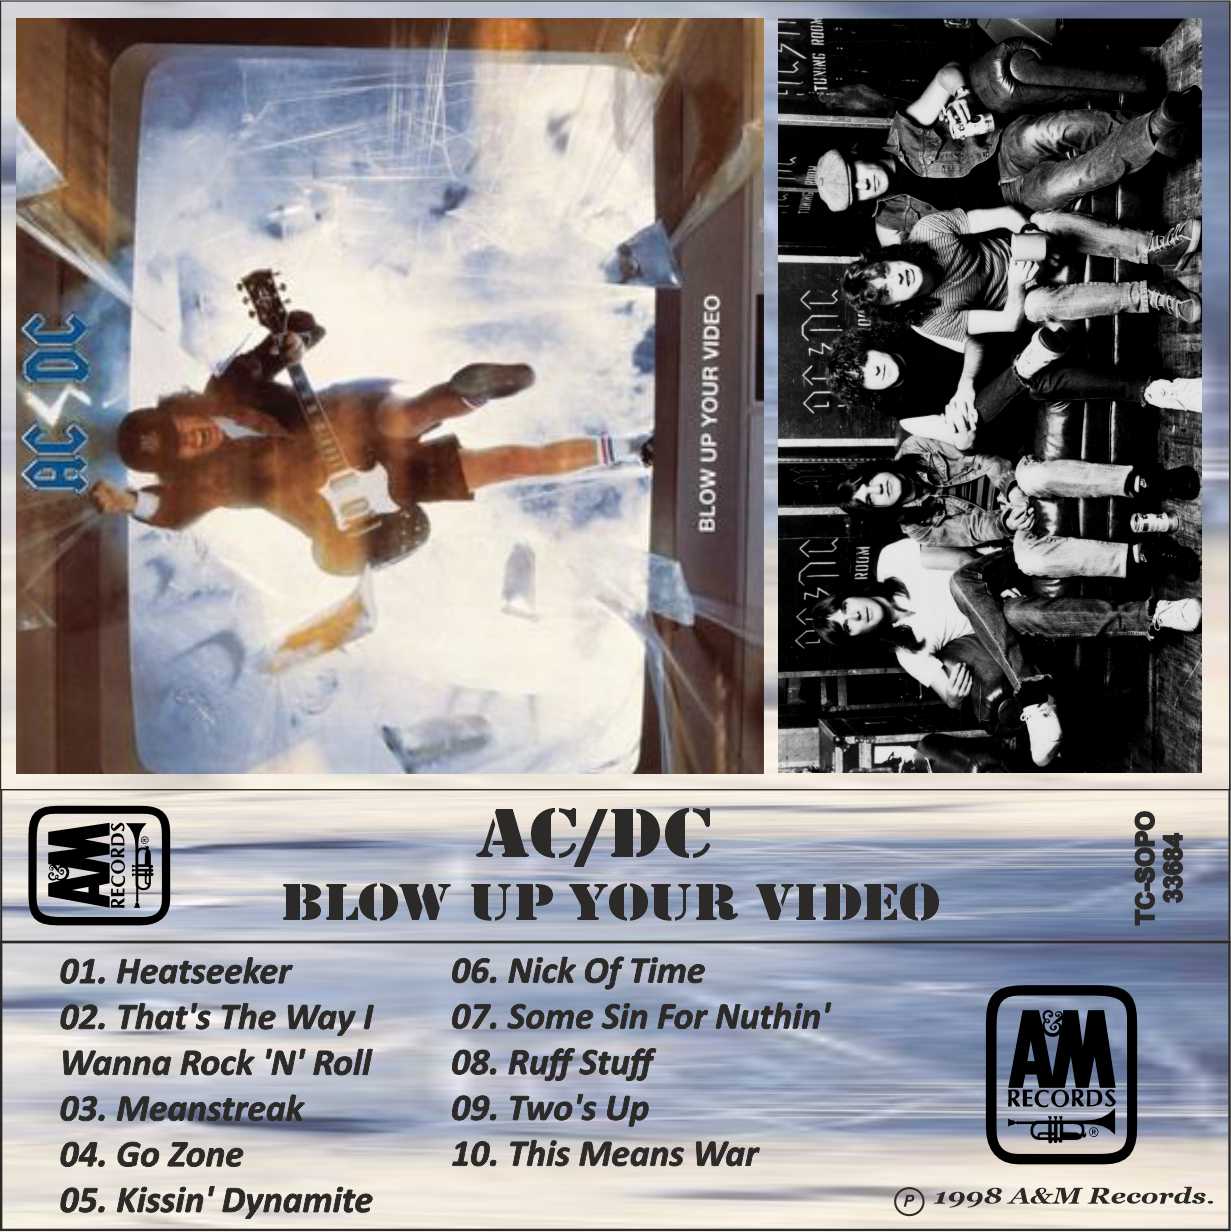 AC DC
BLOW UP YOUR VIDEO
TUNING ROOM
AC DC
ROOM
AC DC
A&M
RECORDS
®
AC/DC
BLOW UP YOUR VIDEO
TC-SOPO
33684
01. Heatseeker
02. That's The Way I
Wanna Rock 'N' Roll
03. Meanstreak
04. Go Zone
05. Kissin' Dynamite
06. Nick Of Time
07. Some Sin For Nuthin'
08. Ruff Stuff
09. Two's Up
10. This Means War
A&M
RECORDS
®
℗ 1998 A&M Records.